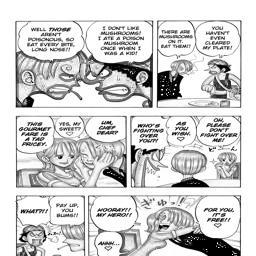 YOU
HAVEN'T
EVEN
CLEARED
MY PLATE!
THERE ARE
MUSHROOMS
ON IT.
EAT THEM!!
I DON'T LIKE
MUSHROOMS!
I ATE A POISON
MUSHROOM
ONCE WHEN I
WAS A KID!
WELL THOSE
AREN'T
POISONOUS, SO
EAT EVERY BITE,
LONG NOSE!!
OH,
PLEASE
DON'T
FIGHT OVER
ME!
AS
YOU
WISH.
♡
WHO'S
FIGHTING
OVER
YOU?!
UM,
CHEF
DEAR?
YES, MY
SWEET?
♡
THIS
GOURMET
FARE IS A
TAD
PRICEY.
FOR YOU,
IT'S
FREE!
♡♡
HOORAY!!
MY HERO!!
AHHH...
♡
PAY UP,
BUMS!!
WHAT?!!